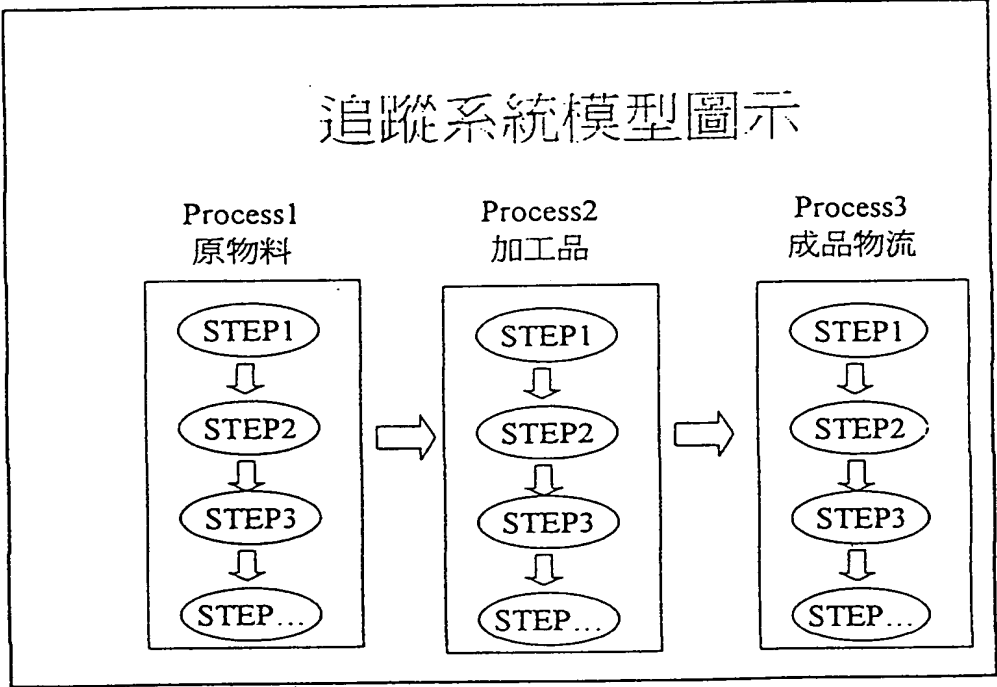 追蹤系統模型圖示
Process1
原物料
STEP1
STEP2
STEP3
STEP...
Process2
加工品
STEP1
STEP2
STEP3
STEP...
Process3
成品物流
STEP1
STEP2
STEP3
STEP...